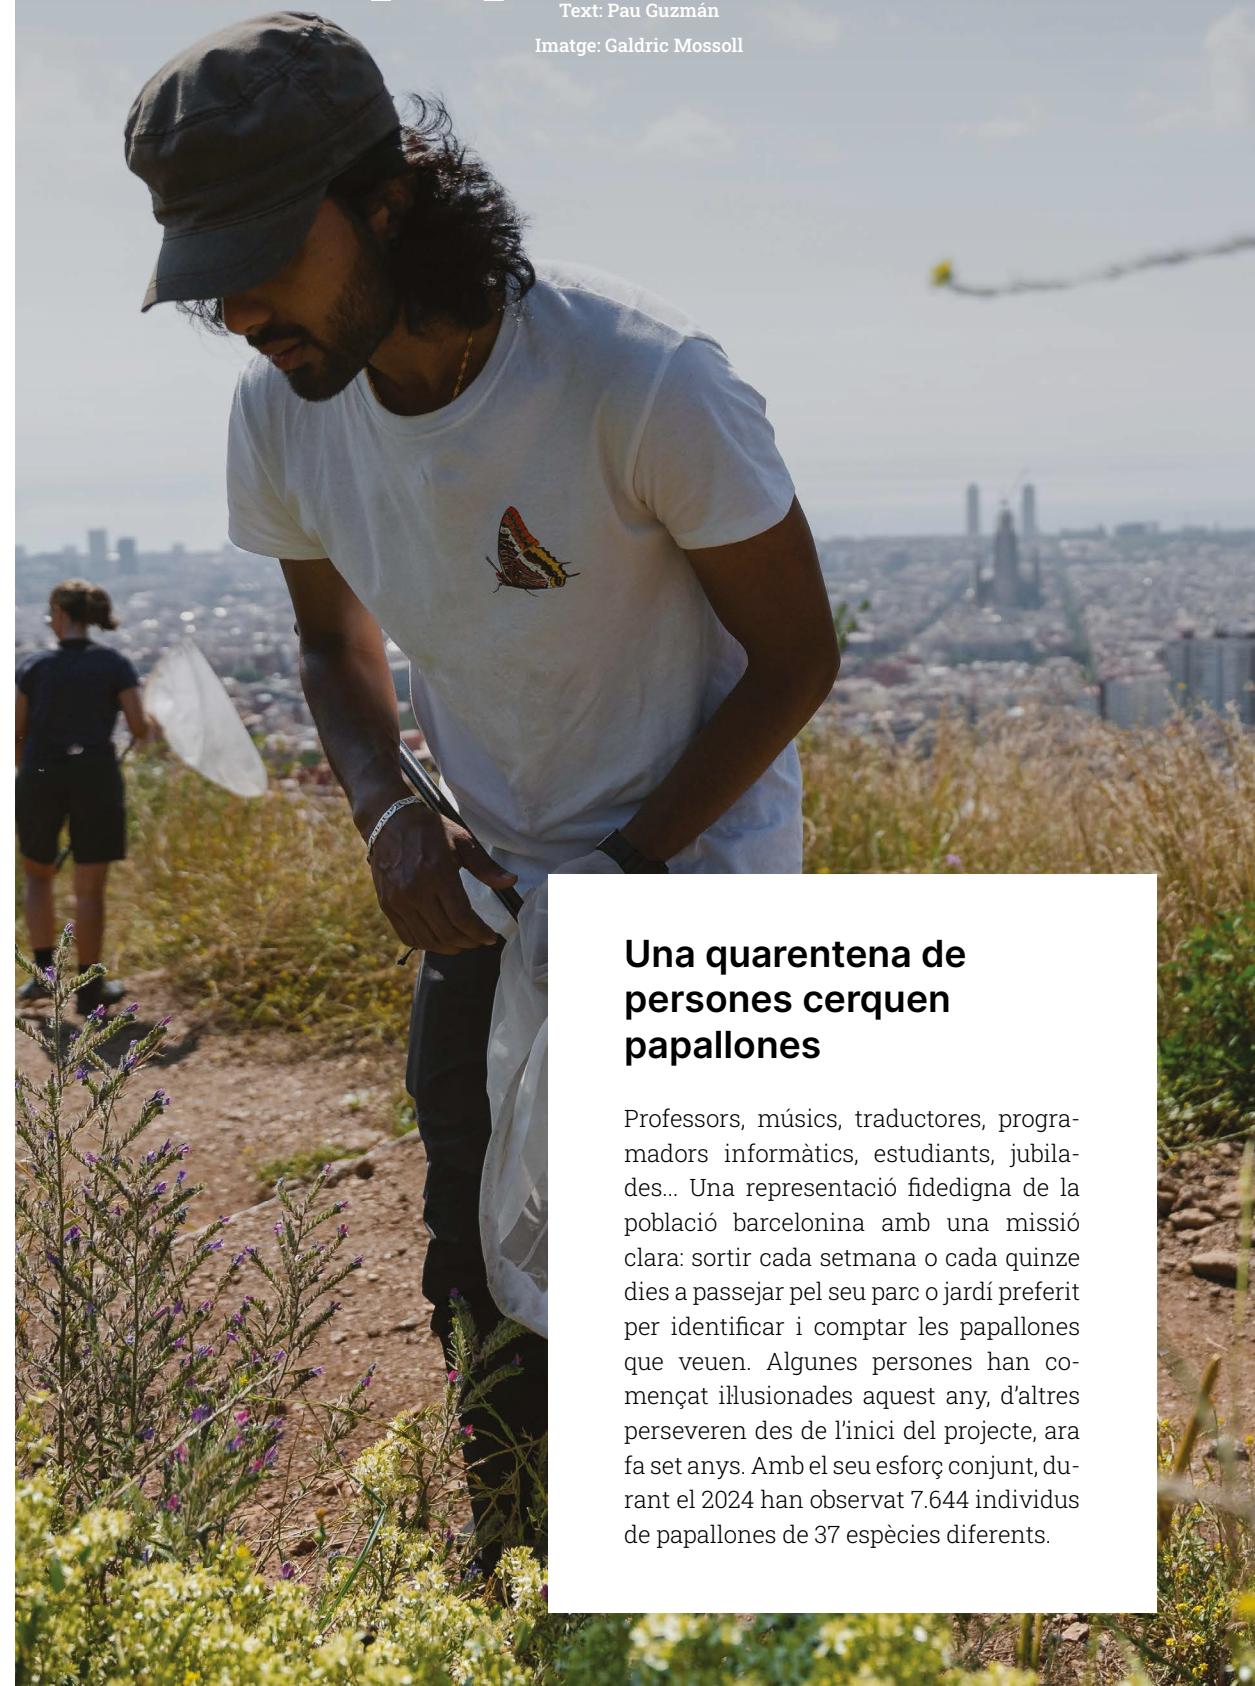 Text: Pau Guzmán
Imatge: Galdric Mossoll
Una quarentena de
persones cerquen
papallones
Professors, músics, traductores, progra-
madors informàtics, estudiants, jubila-
des... Una representació fidedigna de la
població barcelonina amb una missió
clara: sortir cada setmana o cada quinze
dies a passejar pel seu parc o jardí preferit
per identificar i comptar les papallones
que veuen. Algunes persones han co-
mençat il·lusionades aquest any, d’altres
perseveren des de l’inici del projecte, ara
fa set anys. Amb el seu esforç conjunt, du-
rant el 2024 han observat 7.644 individus
de papallones de 37 espècies diferents.